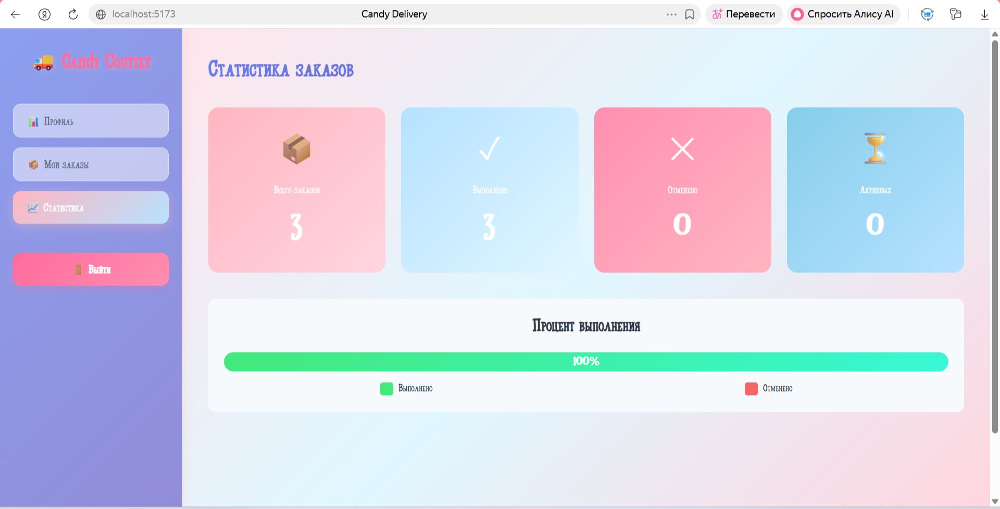 localhost:5173
Candy Delivery
Перевести
Спросить Алису AI
Candy Courier
Профиль
Мои заказы
Статистика
Выйти
Статистика заказов
Всего заказов
3
Выполнено
3
Отменено
0
Активных
0
Процент выполнения
100%
Выполнено
Отменено